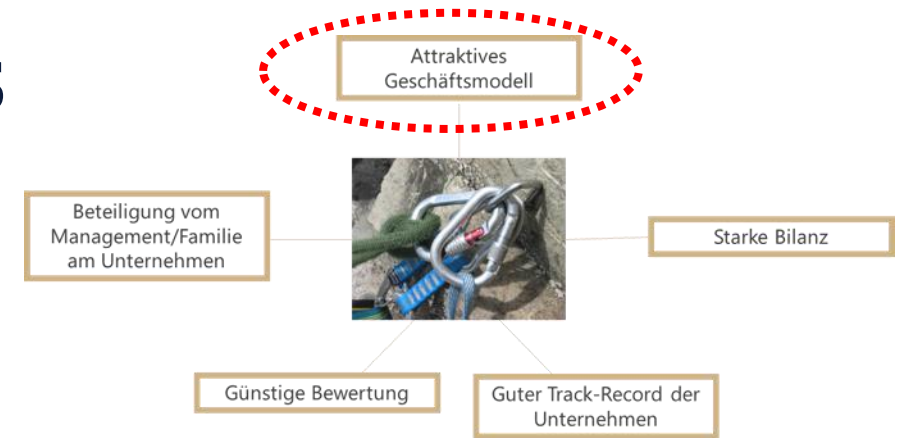 Attraktives
Geschäftsmodell
Beteiligung vom
Management/Familie
am Unternehmen
Starke Bilanz
Günstige Bewertung
Guter Track-Record der
Unternehmen